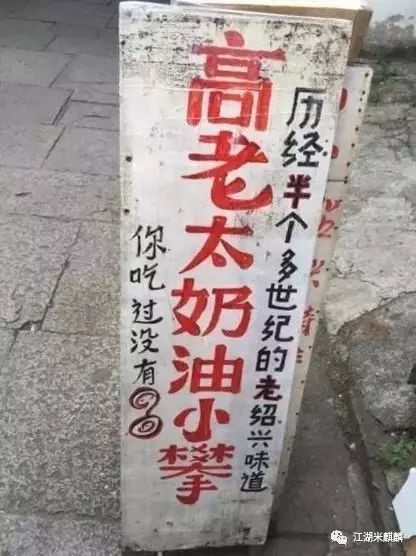 历经半个多世纪的老绍兴味道
高老太奶油小攀
你吃过没有
江湖米麒麟